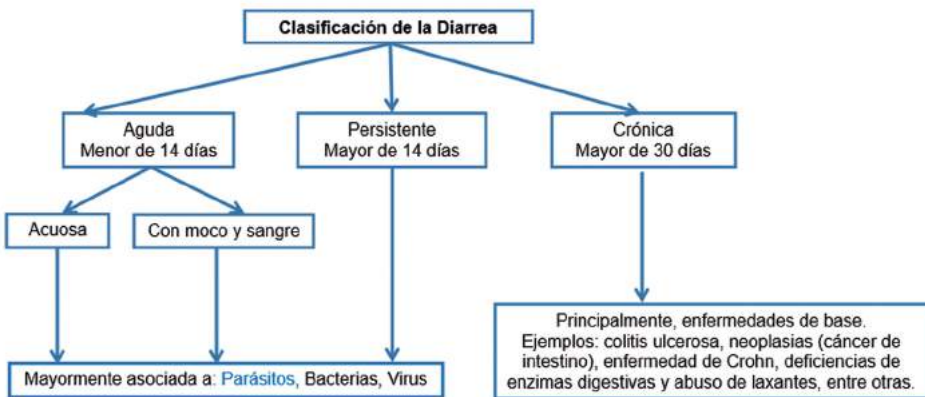 Clasificación de la Diarrea
Aguda
Menor de 14 días
Persistente
Mayor de 14 días
Crónica
Mayor de 30 días
Acuosa
Con moco y sangre
Mayormente asociada a: Parásitos, Bacterias, Virus
Principalmente, enfermedades de base.
Ejemplos: colitis ulcerosa, neoplasias (cáncer de
intestino), enfermedad de Crohn, deficiencias de
enzimas digestivas y abuso de laxantes, entre otras.